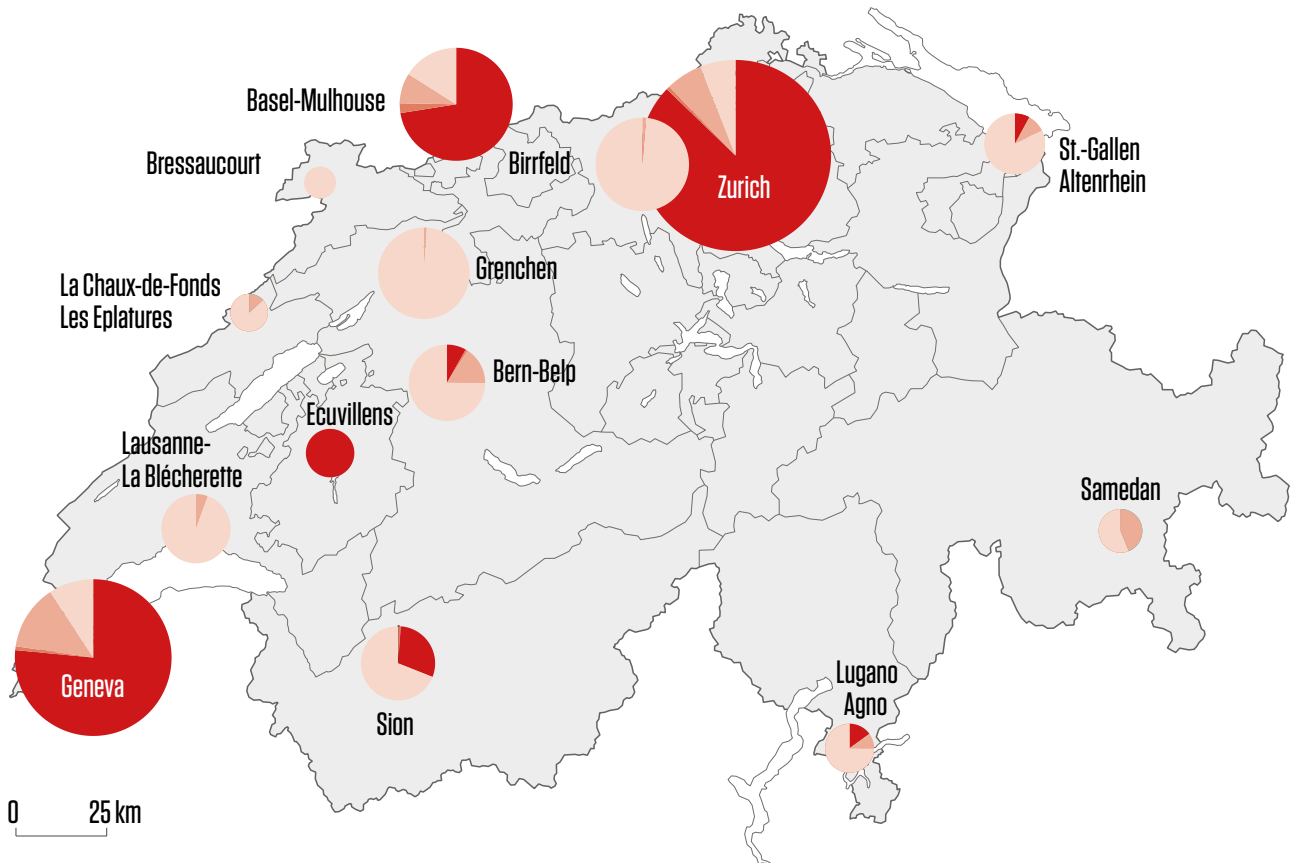 Basel-Mulhouse
Bressaucourt
Birrfeld
Zurich
St.-Gallen
Altenrhein
La Chaux-de-Fonds
Les Eplatures
Grenchen
Bern-Belp
Ecuvillens
Lausanne-
La Blécherette
Samedan
Geneva
Sion
Lugano
Agno
0 25 km